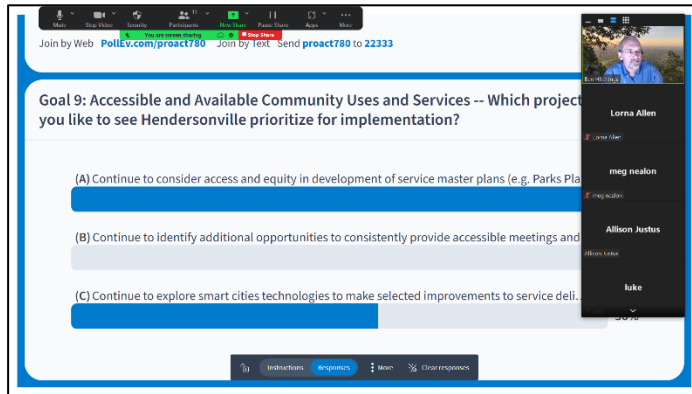 Mute
Stop Video
Security
Participants
11
New Share
Pause Share
Apps
More
You are screen sharing
Stop Share
Join by Web PollEv.com/proact780 Join by Text Send proact780 to 22333
Goal 9: Accessible and Available Community Uses and Services -- Which project
you like to see Hendersonville prioritize for implementation?
(A) Continue to consider access and equity in development of service master plans (e.g. Parks Pla
(B) Continue to identify additional opportunities to consistently provide accessible meetings and
(C) Continue to explore smart cities technologies to make selected improvements to service deli...
50%
Instructions
Responses
More
Clear responses
Ben Hitchings
Lorna Allen
Lorna Allen
meg nealon
meg nealon
Allison Justus
Allison Justus
luke